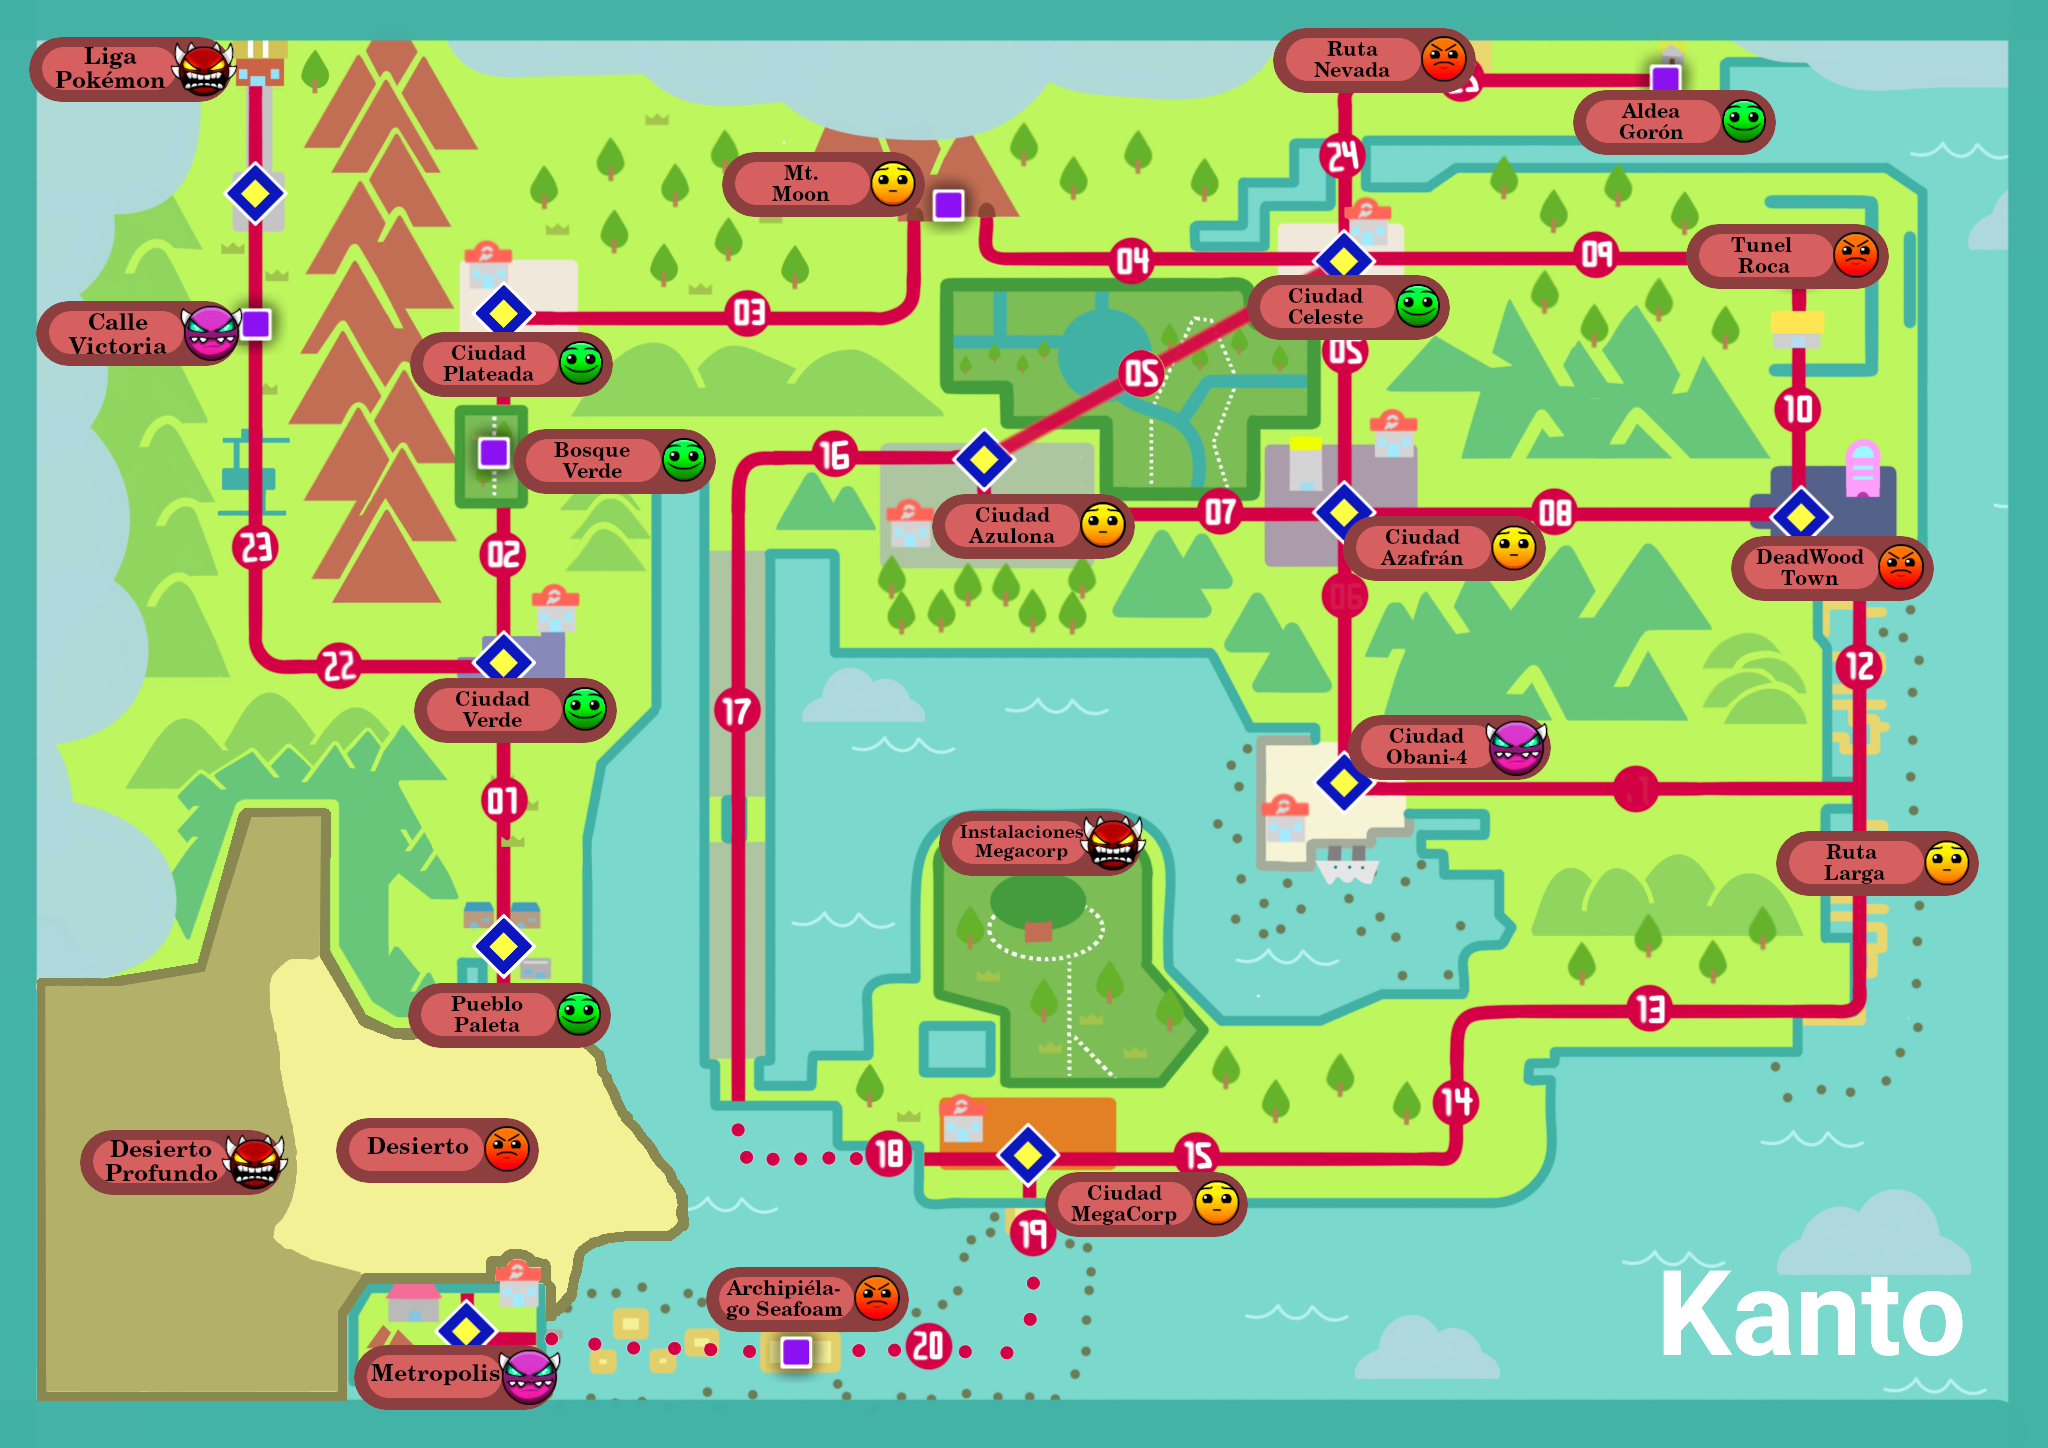 Liga
Pokémon
Ruta
Nevada
Aldea
Gorón
24
Mt.
Moon
04
09
Tunel
Roca
Ciudad
Celeste
03
Calle
Victoria
Ciudad
Plateada
05
05
10
Bosque
Verde
16
Ciudad
Azulona
07
08
Ciudad
Azafrán
DeadWood
Town
23
02
06
22
12
Ciudad
Verde
17
Ciudad
Obani-4
01
Instalaciones
Megacorp
Ruta
Larga
Pueblo
Paleta
13
14
Desierto
Profundo
Desierto
18
15
Ciudad
MegaCorp
19
Archipiéla-
go Seafoam
20
Metropolis
Kanto